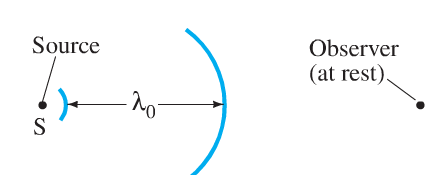 Source
Observer
(at rest)
λ0
S